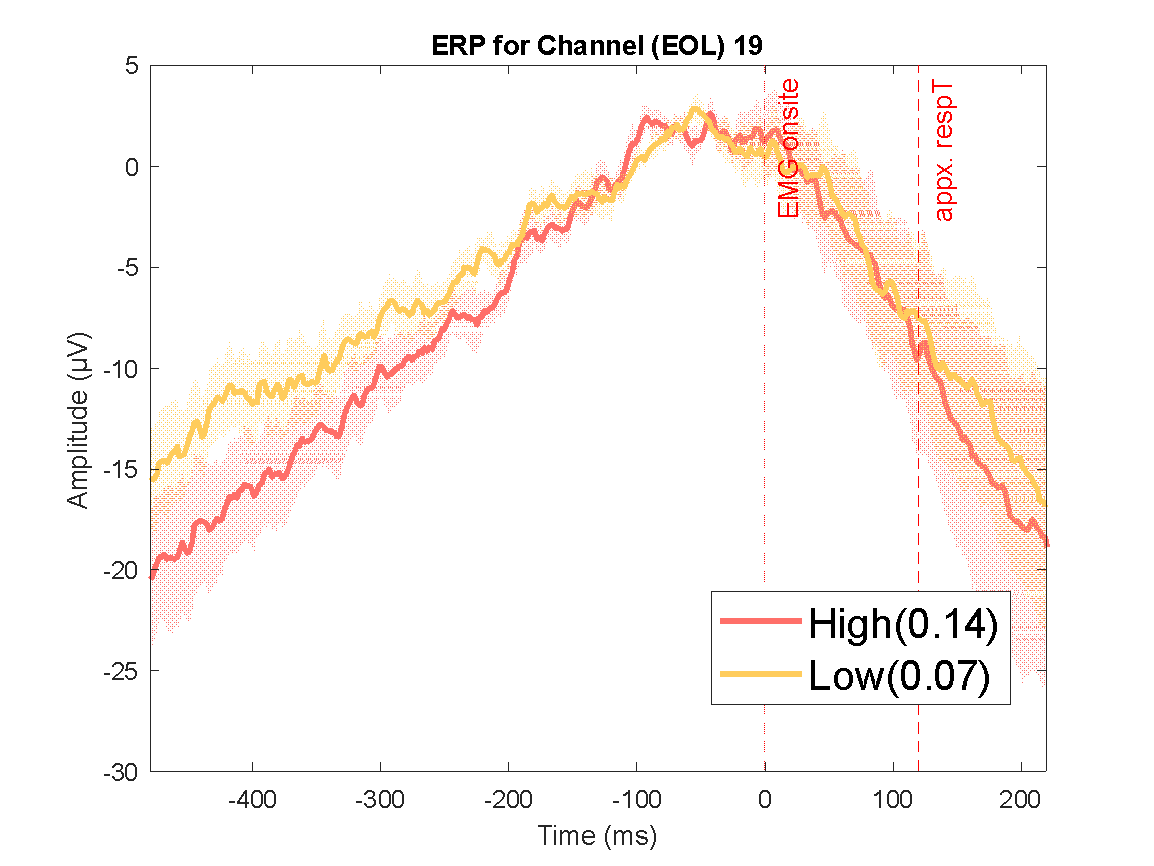 ERP for Channel (EOL) 19
5
0
-5
-10
-15
-20
-25
-30
Amplitude (µV)
EMG onsite
appx. respT
High(0.14)
Low(0.07)
-400
-300
-200
-100
0
100
200
Time (ms)